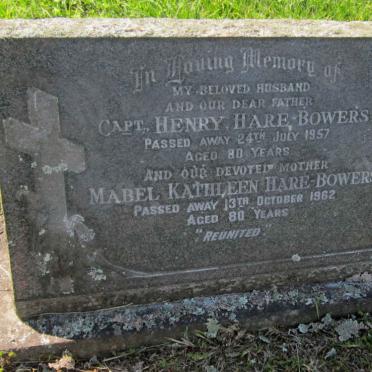 In Loving Memory of
MY BELOVED HUSBAND
AND OUR DEAR FATHER
CAPT. HENRY HARE-BOWERS
PASSED AWAY 24TH JULY 1957
AGED 80 YEARS
AND OUR DEVOTED MOTHER
MABEL KATHLEEN HARE-BOWERS
PASSED AWAY 13TH OCTOBER 1962
AGED 80 YEARS
"REUNITED."